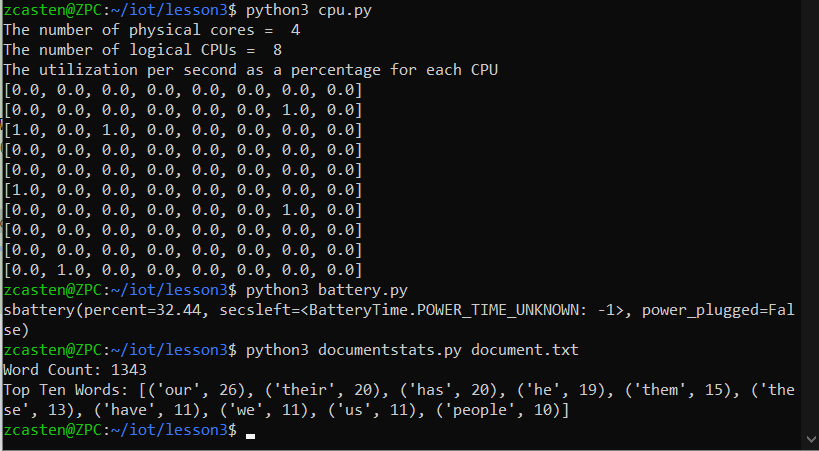 zcasten@ZPC:~/iot/lesson3$ python3 cpu.py
The number of physical cores =  4
The number of logical CPUs =  8
The utilization per second as a percentage for each CPU
[0.0, 0.0, 0.0, 0.0, 0.0, 0.0, 0.0, 0.0]
[0.0, 0.0, 0.0, 0.0, 0.0, 0.0, 1.0, 0.0]
[1.0, 0.0, 1.0, 0.0, 0.0, 0.0, 0.0, 0.0]
[0.0, 0.0, 0.0, 0.0, 0.0, 0.0, 0.0, 0.0]
[0.0, 0.0, 0.0, 0.0, 0.0, 0.0, 0.0, 0.0]
[1.0, 0.0, 0.0, 0.0, 0.0, 0.0, 0.0, 0.0]
[0.0, 0.0, 0.0, 0.0, 0.0, 0.0, 1.0, 0.0]
[0.0, 0.0, 0.0, 0.0, 0.0, 0.0, 0.0, 0.0]
[0.0, 0.0, 0.0, 0.0, 0.0, 0.0, 0.0, 0.0]
[0.0, 1.0, 0.0, 0.0, 0.0, 0.0, 0.0, 0.0]
zcasten@ZPC:~/iot/lesson3$ python3 battery.py
sbattery(percent=32.44, secsleft=<BatteryTime.POWER_TIME_UNKNOWN: -1>, power_plugged=Fal
se)
zcasten@ZPC:~/iot/lesson3$ python3 documentstats.py document.txt
Word Count: 1343
Top Ten Words: [('our', 26), ('their', 20), ('has', 20), ('he', 19), ('them', 15), ('the
se', 13), ('have', 11), ('we', 11), ('us', 11), ('people', 10)]
zcasten@ZPC:~/iot/lesson3$